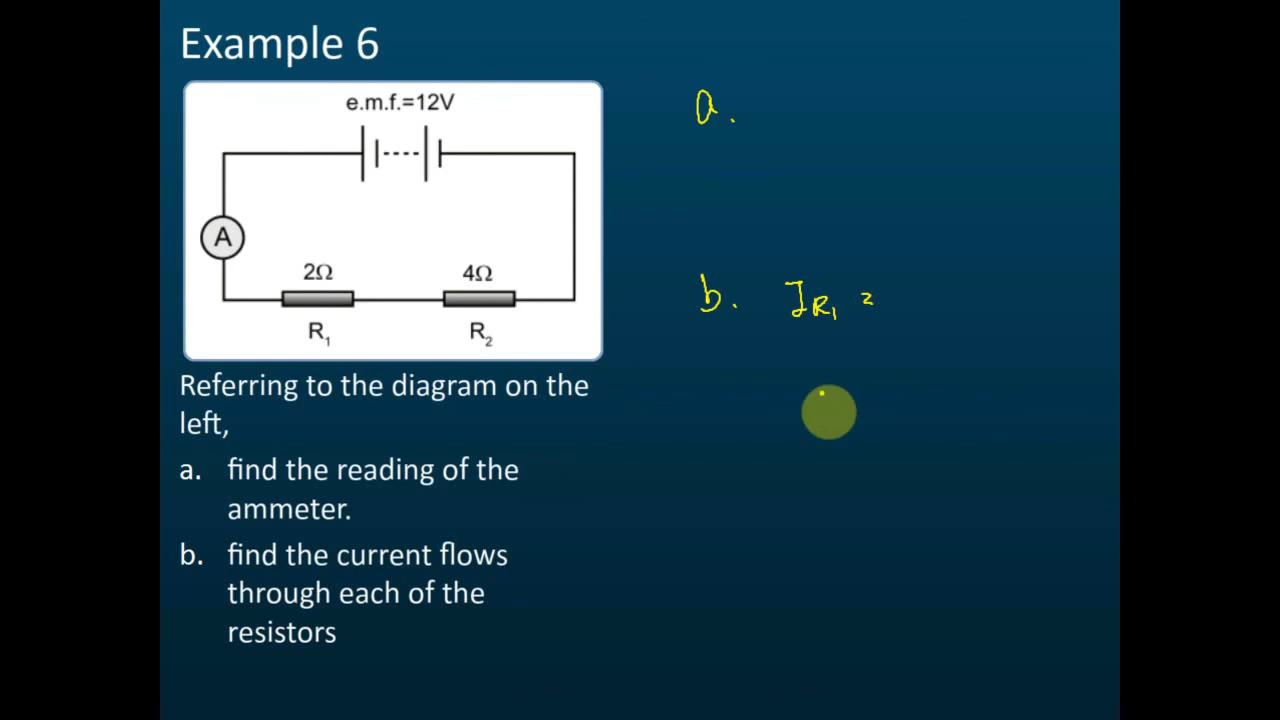 Example 6
e.m.f.=12V
A
2Ω
4Ω
R₁
R₂
Referring to the diagram on the
left,
a. find the reading of the
ammeter.
b. find the current flows
through each of the
resistors
a.
b. I R₁ =